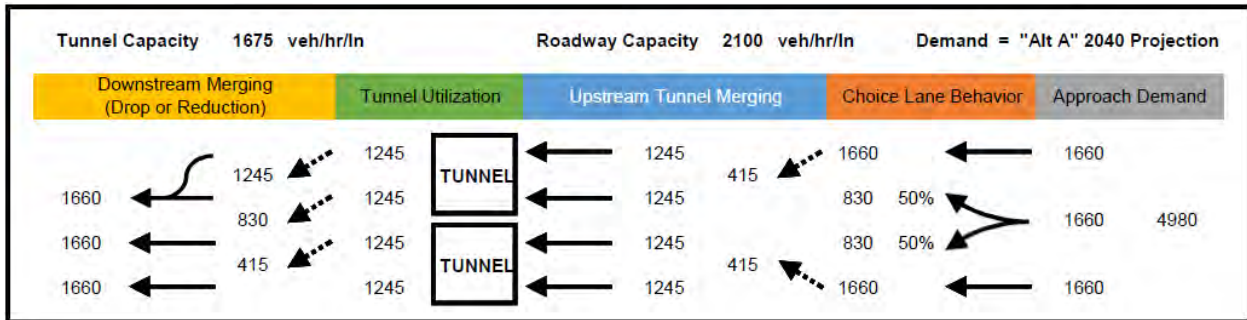 Tunnel Capacity 1675 veh/hr/ln Roadway Capacity 2100 veh/hr/ln Demand = "Alt A" 2040 Projection
Downstream Merging
(Drop or Reduction) Tunnel Utilization Upstream Tunnel Merging Choice Lane Behavior Approach Demand
1245 1245 1660 1660
1245 TUNNEL 415
1660 1245 1245 830 50%
830 1660 4980
1660 1245 1245 830 50%
415 TUNNEL 415
1660 1245 1245 1660 1660